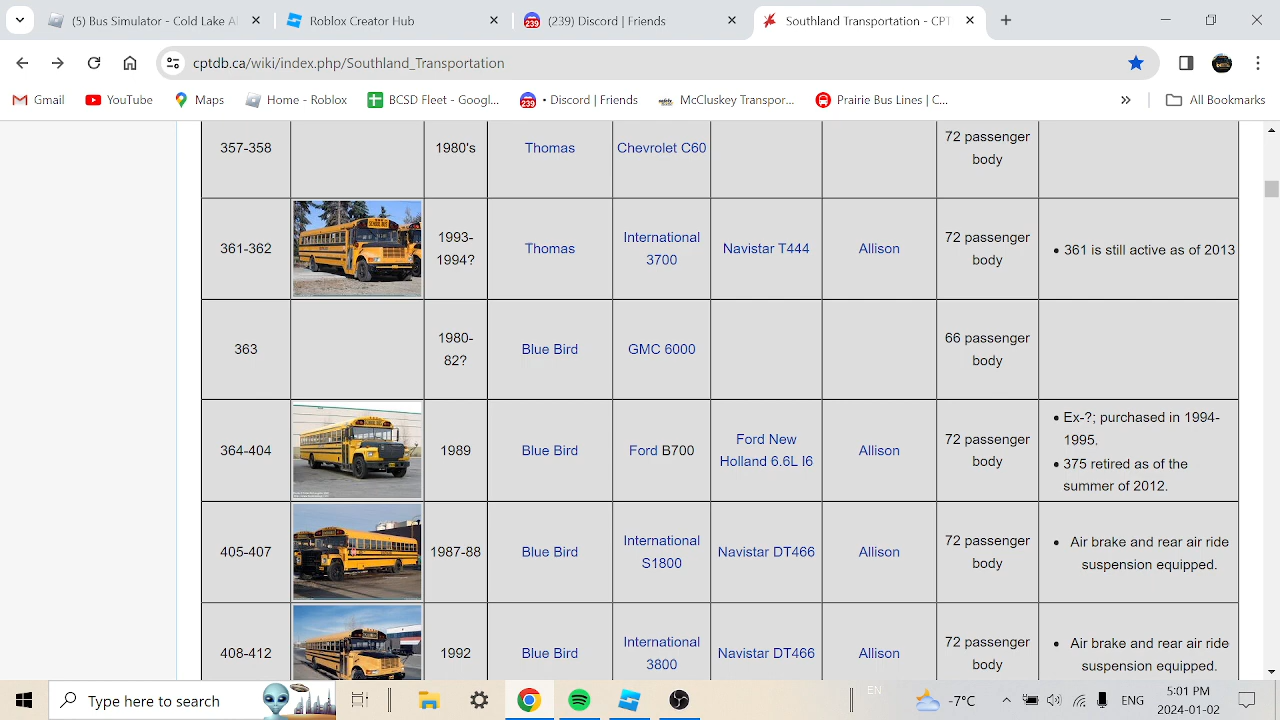 (5) Bus Simulator - Cold Lake A
Roblox Creator Hub
(239) Discord | Friends
Southland Transportation - CPT
cptdb.ca/wiki/index.php/Southland_Transportation
Gmail
YouTube
Maps
Home - Roblox
BCSD Fleet - Googl...
239
• Discord | Friends
McCluskey Transpor...
Prairie Bus Lines | C...
»
All Bookmarks
357-358
1980's
Thomas
Chevrolet C60
72 passenger
body
361-362
1993-
1994?
Thomas
International
3700
Navistar T444
Allison
72 passenger
body
• 361 is still active as of 2013
363
1980-
82?
Blue Bird
GMC 6000
66 passenger
body
364-404
1989
Blue Bird
Ford B700
Ford New
Holland 6.6L I6
Allison
72 passenger
body
• Ex-?; purchased in 1994-
1995.
• 375 retired as of the
summer of 2012.
405-407
1987-88
Blue Bird
International
S1800
Navistar DT466
Allison
72 passenger
body
• Air brake and rear air ride
suspension equipped.
408-412
1992
Blue Bird
International
3800
Navistar DT466
Allison
72 passenger
body
• Air brake and rear air ride
suspension equipped.
Type here to search
EN
-7°C
ENG
5:01 PM
2024-01-02